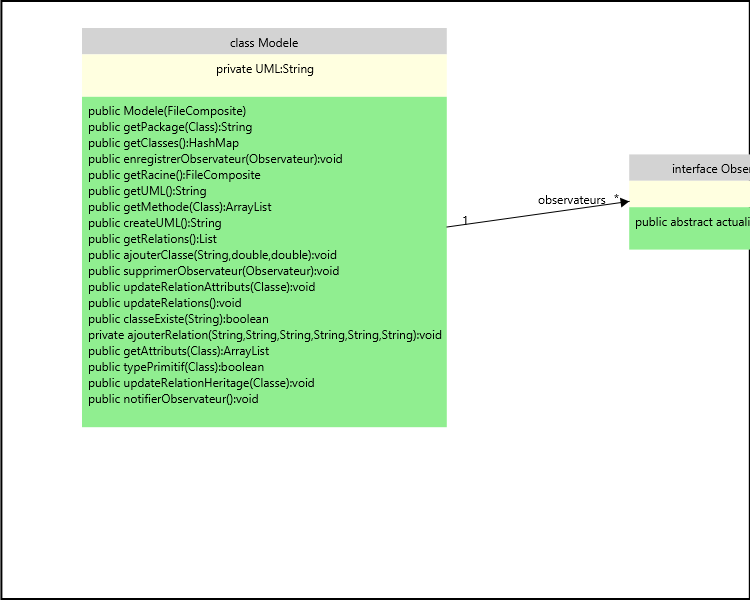 class Modele
private UML:String
public Modele(FileComposite)
public getPackage(Class):String
public getClasses():HashMap
public enregistrerObservateur(Observateur):void
public getRacine():FileComposite
public getUML():String
public getMethode(Class):ArrayList
public createUML():String
public getRelations():List
public ajouterClasse(String,double,double):void
public supprimerObservateur(Observateur):void
public updateRelationAttributs(Classe):void
public updateRelations():void
public classeExiste(String):boolean
private ajouterRelation(String,String,String,String,String,String):void
public getAttributs(Class):ArrayList
public typePrimitif(Class):boolean
public updateRelationHeritage(Classe):void
public notifierObservateur():void
1
observateurs *
interface Obser
public abstract actuali